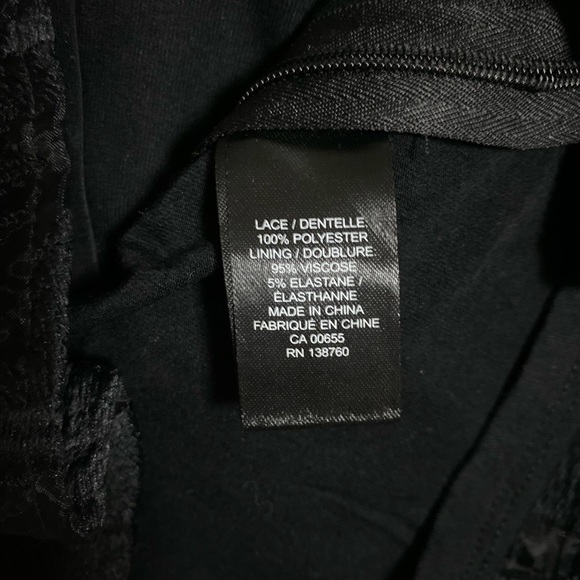 LACE / DENTELLE
100% POLYESTER
LINING / DOUBLURE
95% VISCOSE
5% ELASTANE /
ÉLASTHANNE
MADE IN CHINA
FABRIQUÉ EN CHINE
CA 00655
RN 138760